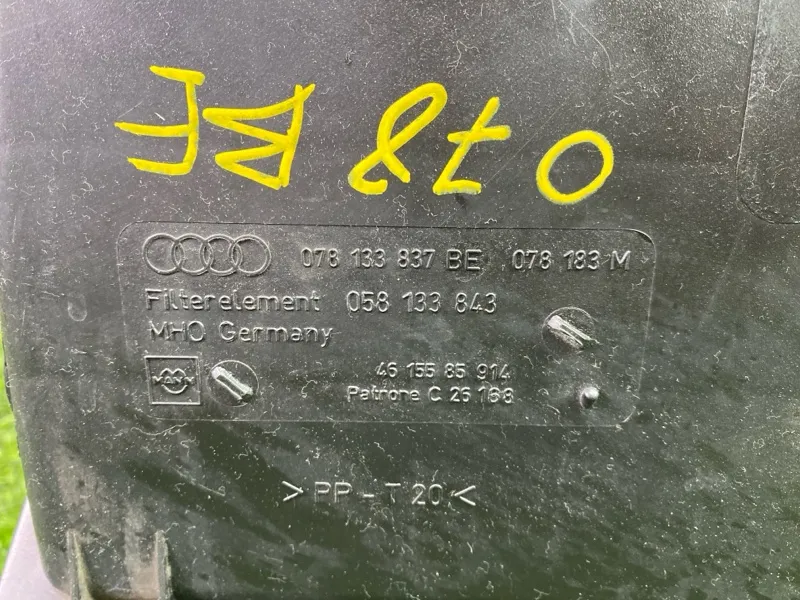 078 BE
078 133 837 BE 078 183 M
Filterelement 058 133 843
MHO Germany
MANN
46 155 85 914
Patrone C 26 168
>PP-T 20<